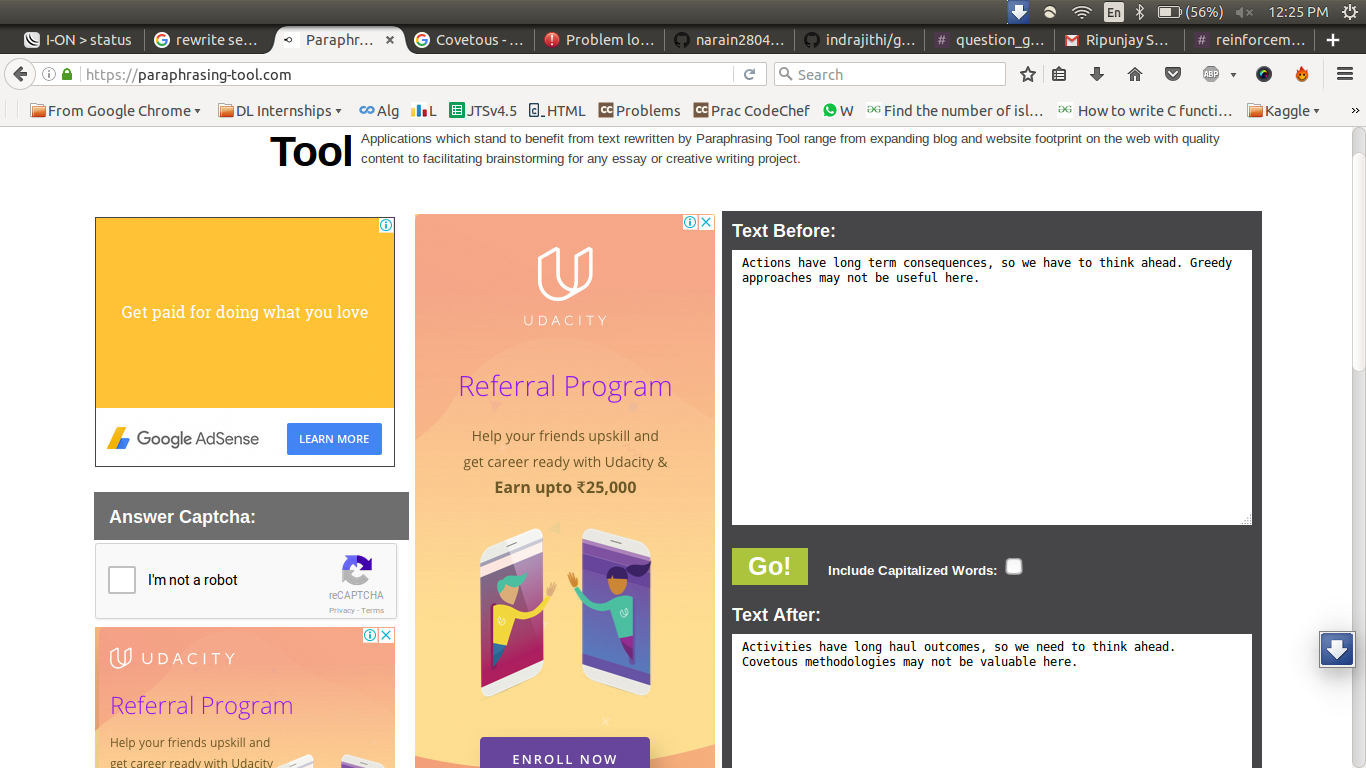 En (56%) 12:25 PM
I-ON > status rewrite se… Paraphr… Covetous - … Problem lo… narain2804… indrajithi/g… question_g… Ripunjay S… reinforcem…
https://paraphrasing-tool.com Search ABP
From Google Chrome DL Internships Alg L JTSv4.5 _HTML Problems Prac CodeChef W Find the number of isl… How to write C functi… Kaggle »
Tool
Applications which stand to benefit from text rewritten by Paraphrasing Tool range from expanding blog and website footprint on the web with quality
content to facilitating brainstorming for any essay or creative writing project.
Get paid for doing what you love
Google AdSense
LEARN MORE
Answer Captcha:
I'm not a robot
reCAPTCHA
Privacy - Terms
UDACITY
Referral Program
Help your friends upskill and
get career ready with Udacity
UDACITY
Referral Program
Help your friends upskill and
get career ready with Udacity &
Earn upto ₹25,000
ENROLL NOW
Text Before:
Actions have long term consequences, so we have to think ahead. Greedy
approaches may not be useful here.
Go!
Include Capitalized Words:
Text After:
Activities have long haul outcomes, so we need to think ahead.
Covetous methodologies may not be valuable here.